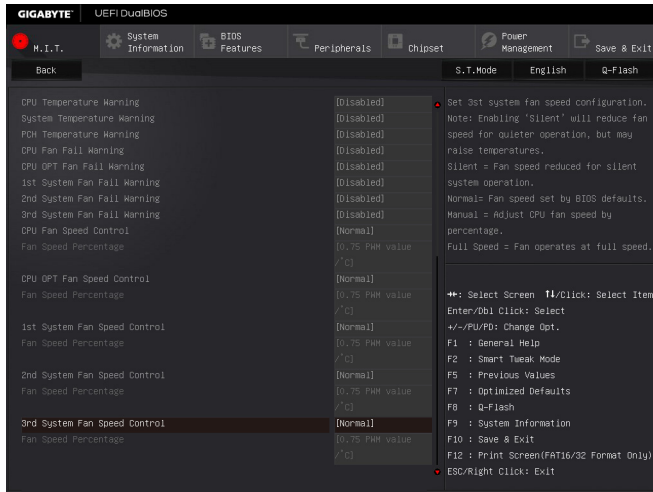 GIGABYTE™ UEFI DualBIOS
M.I.T. System Information BIOS Features Peripherals Chipset Power Management Save & Exit
Back S.T.Mode English Q-Flash
CPU Temperature Warning [Disabled]
System Temperature Warning [Disabled]
PCH Temperature Warning [Disabled]
CPU Fan Fail Warning [Disabled]
CPU OPT Fan Fail Warning [Disabled]
1st System Fan Fail Warning [Disabled]
2nd System Fan Fail Warning [Disabled]
3rd System Fan Fail Warning [Disabled]
CPU Fan Speed Control [Normal]
Fan Speed Percentage [0.75 PWM value
/°C]
CPU OPT Fan Speed Control [Normal]
Fan Speed Percentage [0.75 PWM value
/°C]
1st System Fan Speed Control [Normal]
Fan Speed Percentage [0.75 PWM value
/°C]
2nd System Fan Speed Control [Normal]
Fan Speed Percentage [0.75 PWM value
/°C]
3rd System Fan Speed Control [Normal]
Fan Speed Percentage [0.75 PWM value
/°C]
Set 3st system fan speed configuration.
Note: Enabling 'Silent' will reduce fan
speed for quieter operation, but may
raise temperatures.
Silent = Fan speed reduced for silent
system operation.
Normal= Fan speed set by BIOS defaults.
Manual = Adjust CPU fan speed by
percentage.
Full Speed = Fan operates at full speed.
→←: Select Screen ↑↓/Click: Select Item
Enter/Dbl Click: Select
+/-/PU/PD: Change Opt.
F1 : General Help
F2 : Smart Tweak Mode
F5 : Previous Values
F7 : Optimized Defaults
F8 : Q-Flash
F9 : System Information
F10 : Save & Exit
F12 : Print Screen(FAT16/32 Format Only)
ESC/Right Click: Exit